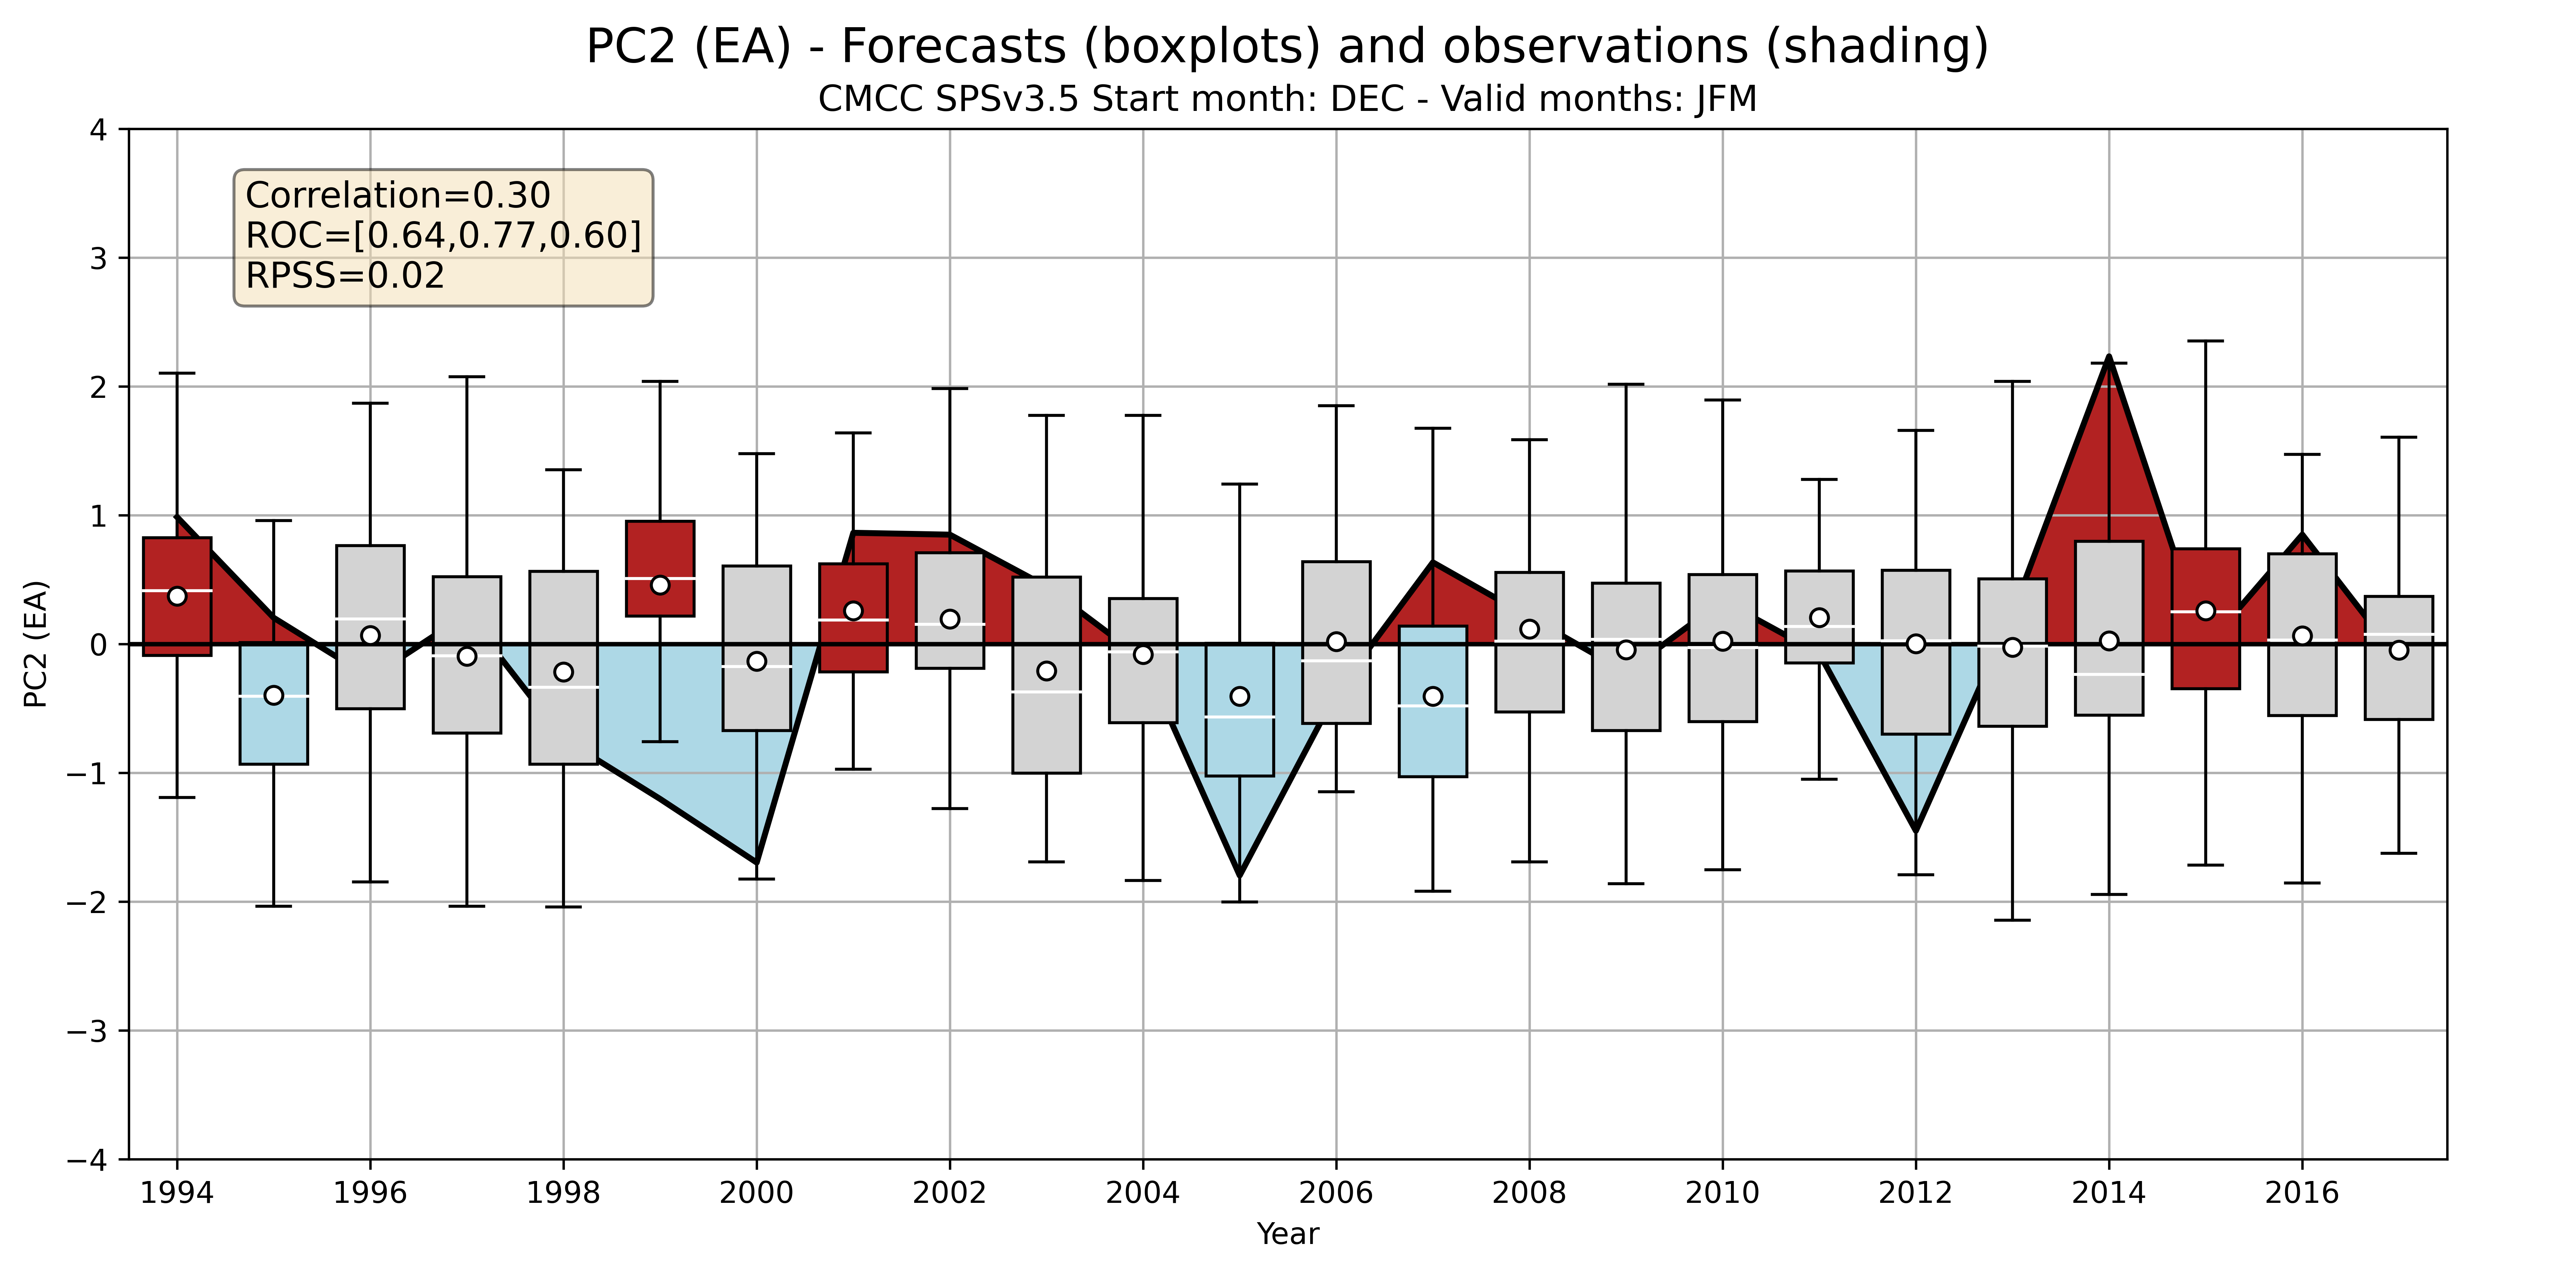 PC2 (EA) - Forecasts (boxplots) and observations (shading)
CMCC SPSv3.5 Start month: DEC - Valid months: JFM
Correlation=0.30
ROC=[0.64,0.77,0.60]
RPSS=0.02
PC2 (EA)
4
3
2
1
0
−1
−2
−3
−4
1994 1996 1998 2000 2002 2004 2006 2008 2010 2012 2014 2016
Year